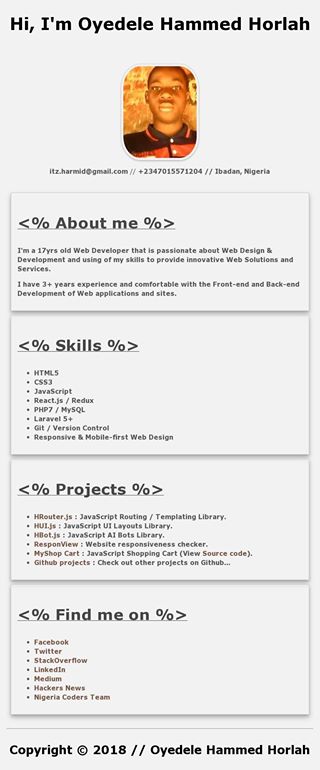 Hi, I'm Oyedele Hammed Horlah
itz.harmid@gmail.com // +2347015571204 // Ibadan, Nigeria
<% About me %>
I'm a 17yrs old Web Developer that is passionate about Web Design &
Development and using of my skills to provide innovative Web Solutions and
Services.
I have 3+ years experience and comfortable with the Front-end and Back-end
Development of Web applications and sites.
<% Skills %>
• HTML5
• CSS3
• JavaScript
• React.js / Redux
• PHP7 / MySQL
• Laravel 5+
• Git / Version Control
• Responsive & Mobile-first Web Design
<% Projects %>
• HRouter.js : JavaScript Routing / Templating Library.
• HUI.js : JavaScript UI Layouts Library.
• HBot.js : JavaScript AI Bots Library.
• ResponView : Website responsiveness checker.
• MyShop Cart : JavaScript Shopping Cart (View Source code).
• Github projects : Check out other projects on Github...
<% Find me on %>
• Facebook
• Twitter
• StackOverflow
• LinkedIn
• Medium
• Hackers News
• Nigeria Coders Team
Copyright © 2018 // Oyedele Hammed Horlah